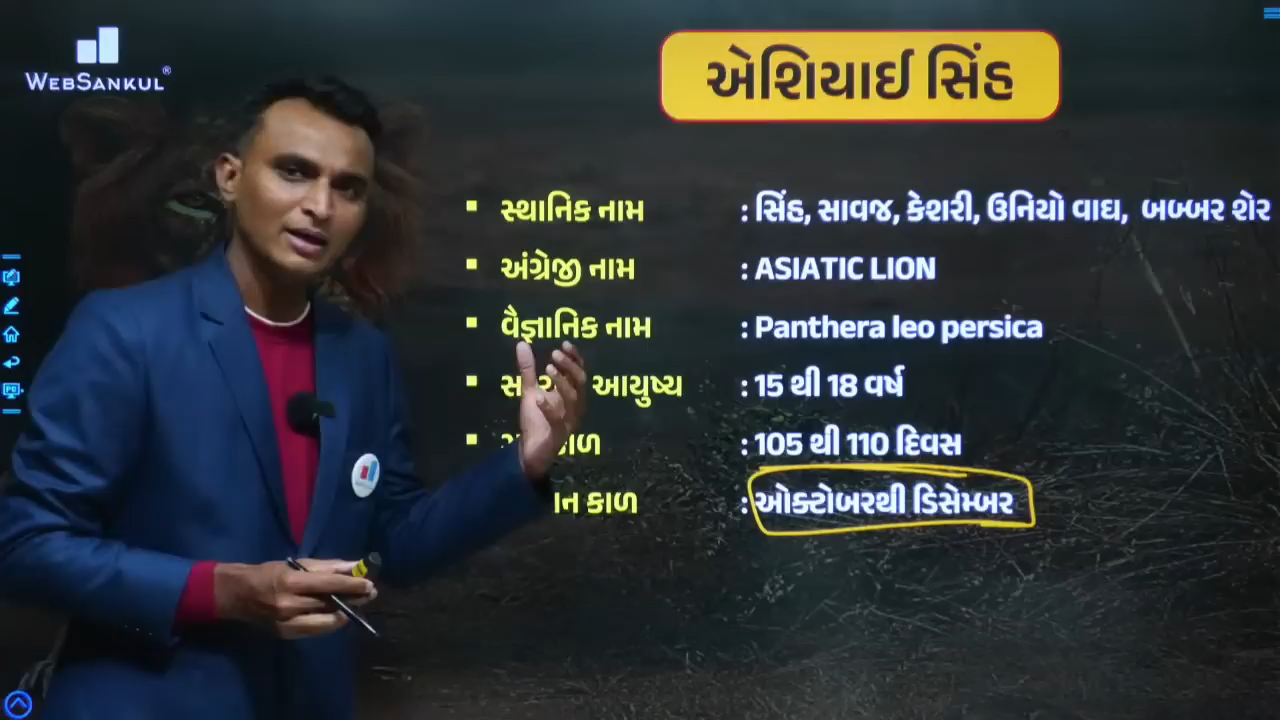 WEBSANKUL®
એશિયાઈ સિંહ
▪ સ્થાનિક નામ : સિંહ, સાવજ, કેશરી, ઉનિયો વાઘ, બબ્બર શેર
▪ અંગ્રેજી નામ : ASIATIC LION
▪ વૈજ્ઞાનિક નામ : Panthera leo persica
▪ આયુષ્ય : 15 થી 18 વર્ષ
▪ : 105 થી 110 દિવસ
કાળ : ઓક્ટોબરથી ડિસેમ્બર